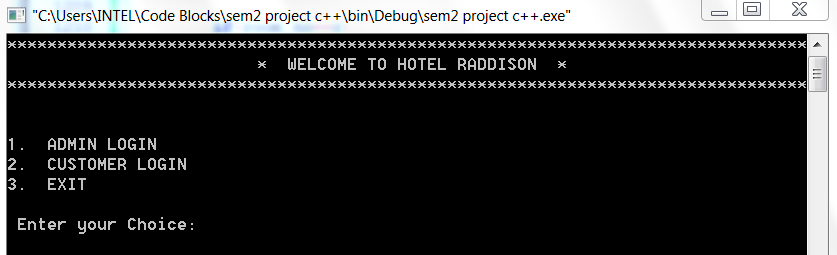 "C:\Users\INTEL\Code Blocks\sem2 project c++\bin\Debug\sem2 project c++.exe"
********************************************************************************
* WELCOME TO HOTEL RADDISON *
********************************************************************************
1. ADMIN LOGIN
2. CUSTOMER LOGIN
3. EXIT
Enter your Choice: